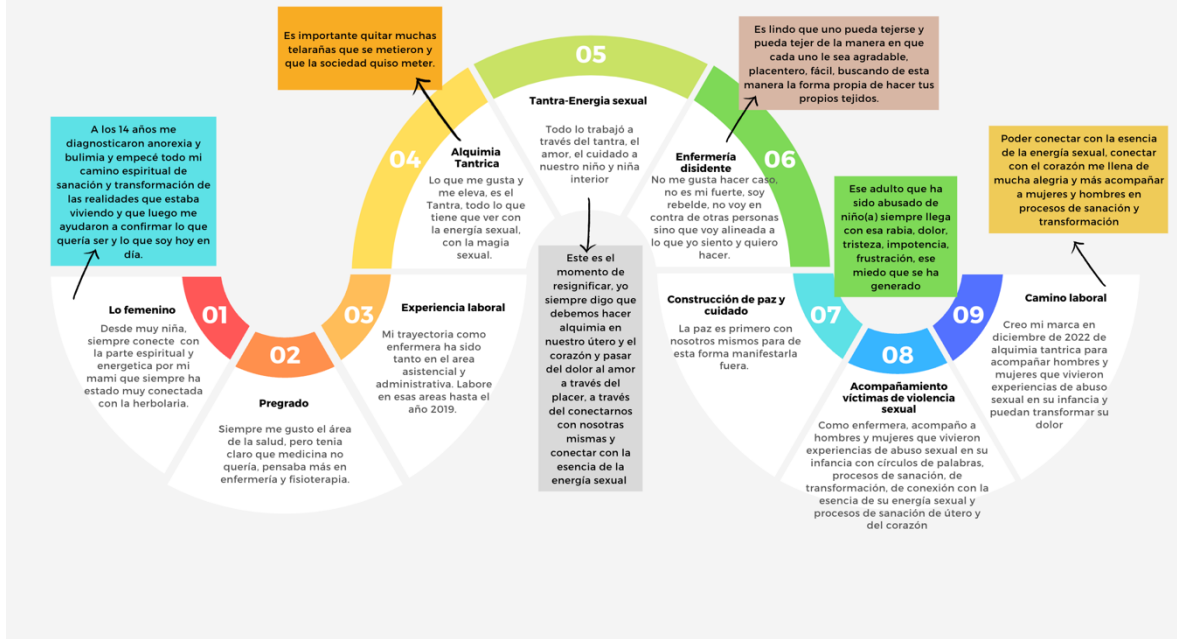 Es importante quitar muchas
telarañas que se metieron y
que la sociedad quiso meter.
Es lindo que uno pueda tejerse y
pueda tejer de la manera en que
cada uno le sea agradable,
placentero, fácil, buscando de esta
manera la forma propia de hacer tus
propios tejidos.
A los 14 años me
diagnosticaron anorexia y
bulimia y empecé todo mi
camino espiritual de
sanación y transformación de
las realidades que estaba
viviendo y que luego me
ayudaron a confirmar lo que
quería ser y lo que soy hoy en
día.
01
Lo femenino
Desde muy niña,
siempre conecte con
la parte espiritual y
energetica por mi
mami que siempre ha
estado muy conectada
con la herbolaria.
02
Pregrado
Siempre me gusto el área
de la salud, pero tenia
claro que medicina no
quería, pensaba más en
enfermería y fisioterapia.
03
Experiencia laboral
Mi trayectoria como
enfermera ha sido
tanto en el area
asistencial y
administrativa. Labore
en esas areas hasta el
año 2019.
04
Alquimia
Tantrica
Lo que me gusta y
me eleva, es el
Tantra, todo lo que
tiene que ver con
la energía sexual,
con la magia
sexual.
05
Tantra-Energia sexual
Todo lo trabajó a
través del tantra, el
amor, el cuidado a
nuestro niño y niña
interior
Este es el
momento de
resignificar, yo
siempre digo que
debemos hacer
alquimia en
nuestro útero y el
corazón y pasar
del dolor al amor
a través del
placer, a través
del conectarnos
con nosotras
mismas y
conectar con la
esencia de la
energía sexual
06
Enfermería
disidente
No me gusta hacer caso,
no es mi fuerte, soy
rebelde, no voy en
contra de otras personas
sino que voy alineada a
lo que yo siento y quiero
hacer.
07
Construcción de paz y
cuidado
La paz es primero con
nosotros mismos para de
esta forma manifestarla
fuera.
Ese adulto que ha
sido abusado de
niño(a) siempre llega
con esa rabia, dolor,
tristeza, impotencia,
frustración, ese
miedo que se ha
generado
08
Acompañamiento
víctimas de violencia
sexual
Como enfermera, acompaño a
hombres y mujeres que vivieron
experiencias de abuso sexual en su
infancia con círculos de palabras,
procesos de sanación, de
transformación, de conexión con la
esencia de su energía sexual y
procesos de sanación de útero y
del corazón
Poder conectar con la esencia
de la energía sexual, conectar
con el corazón me llena de
mucha alegria y más acompañar
a mujeres y hombres en
procesos de sanación y
transformación
09
Camino laboral
Creo mi marca en
diciembre de 2022 de
alquimia tantrica para
acompañar hombres y
mujeres que vivieron
experiencias de abuso
sexual en su infancia y
puedan transformar su
dolor